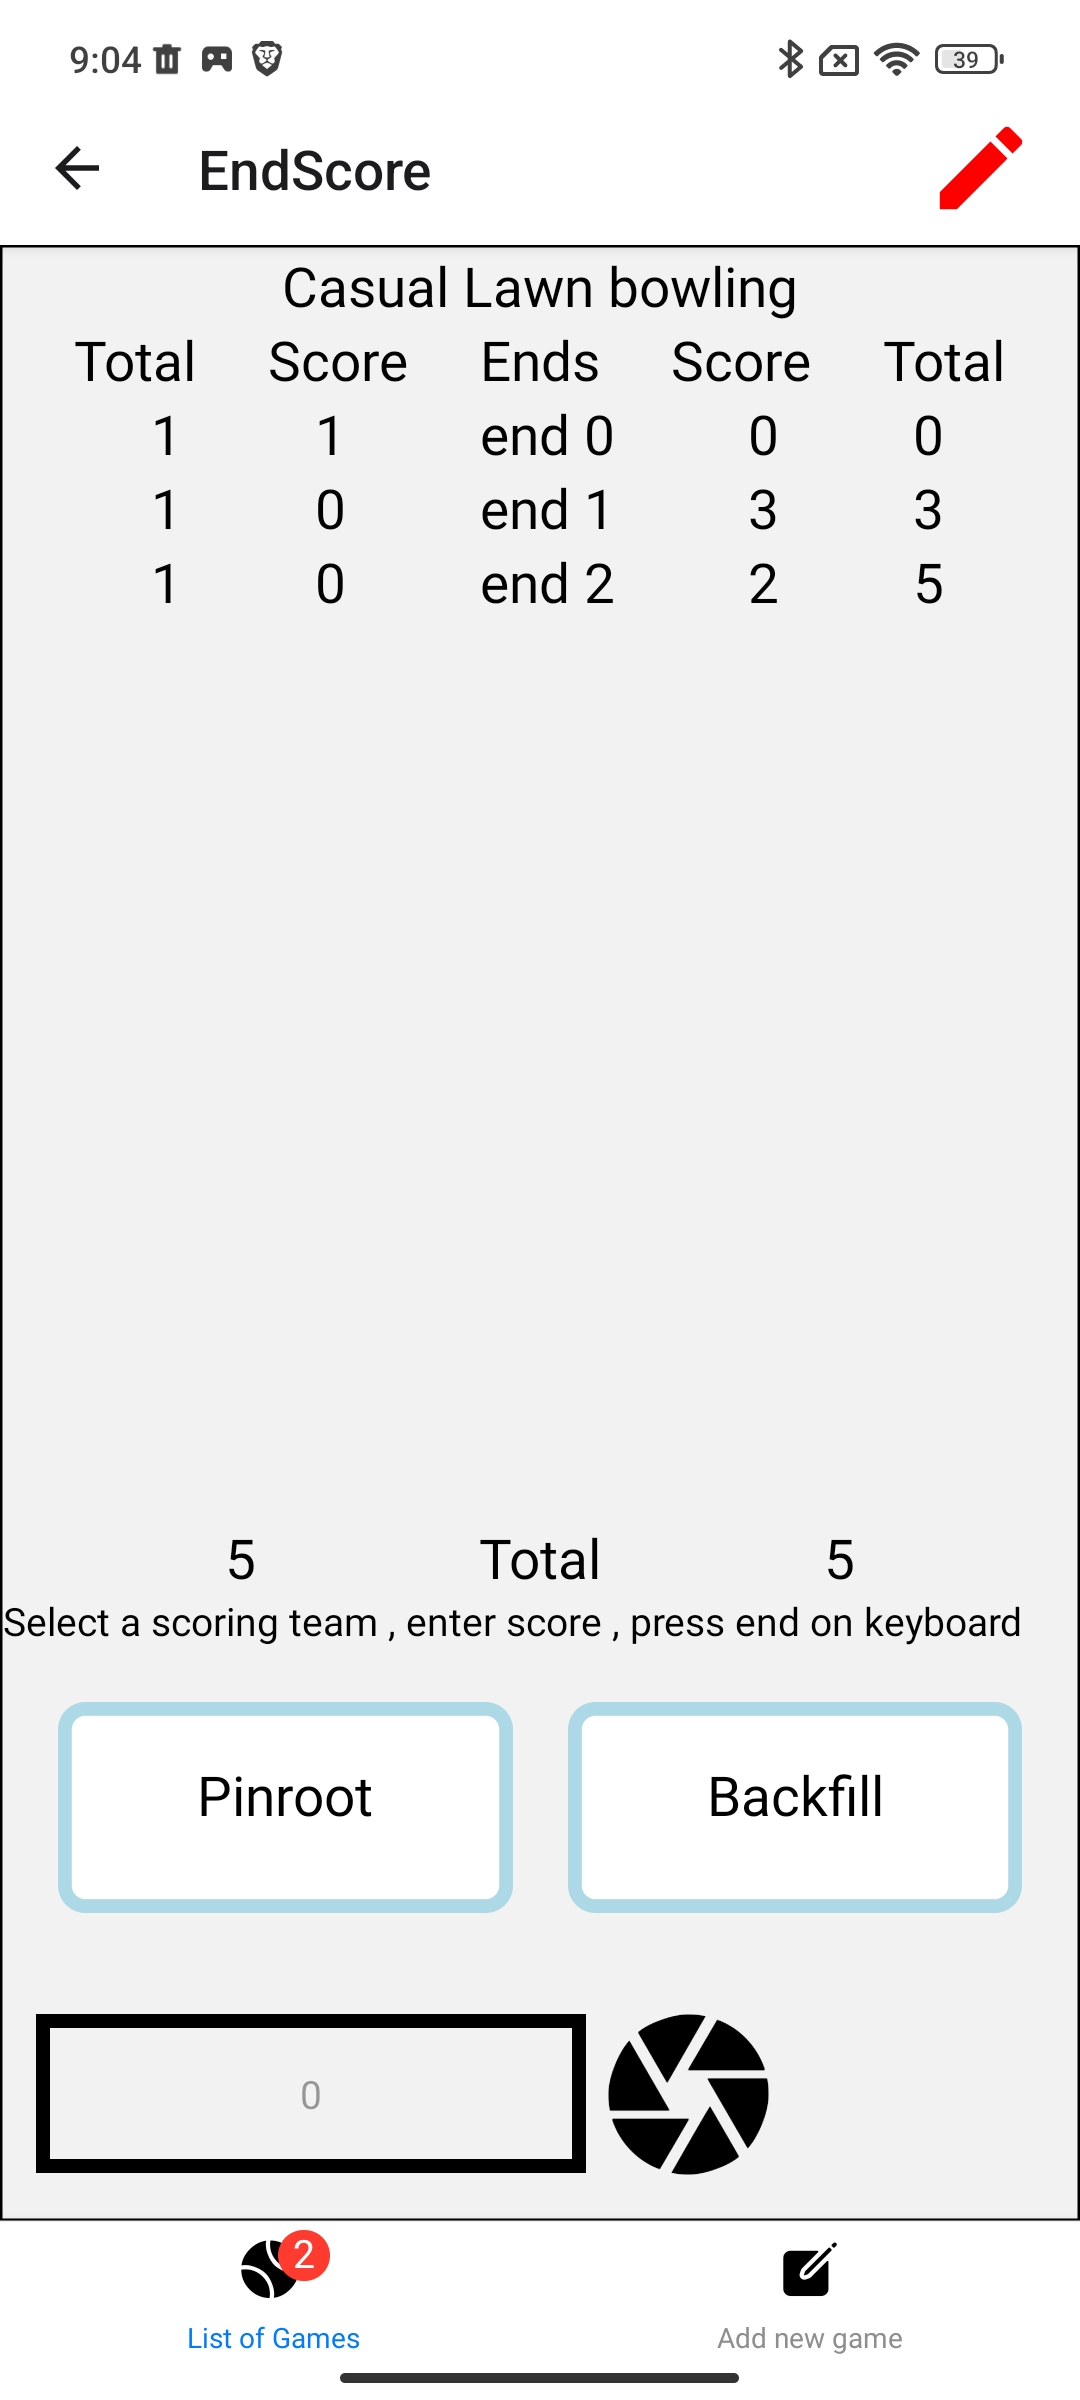 9:04
39
EndScore
Casual Lawn bowling
Total Score Ends Score Total
1 1 end 0 0 0
1 0 end 1 3 3
1 0 end 2 2 5
5 Total 5
Select a scoring team , enter score , press end on keyboard
Pinroot Backfill
0
2
List of Games Add new game